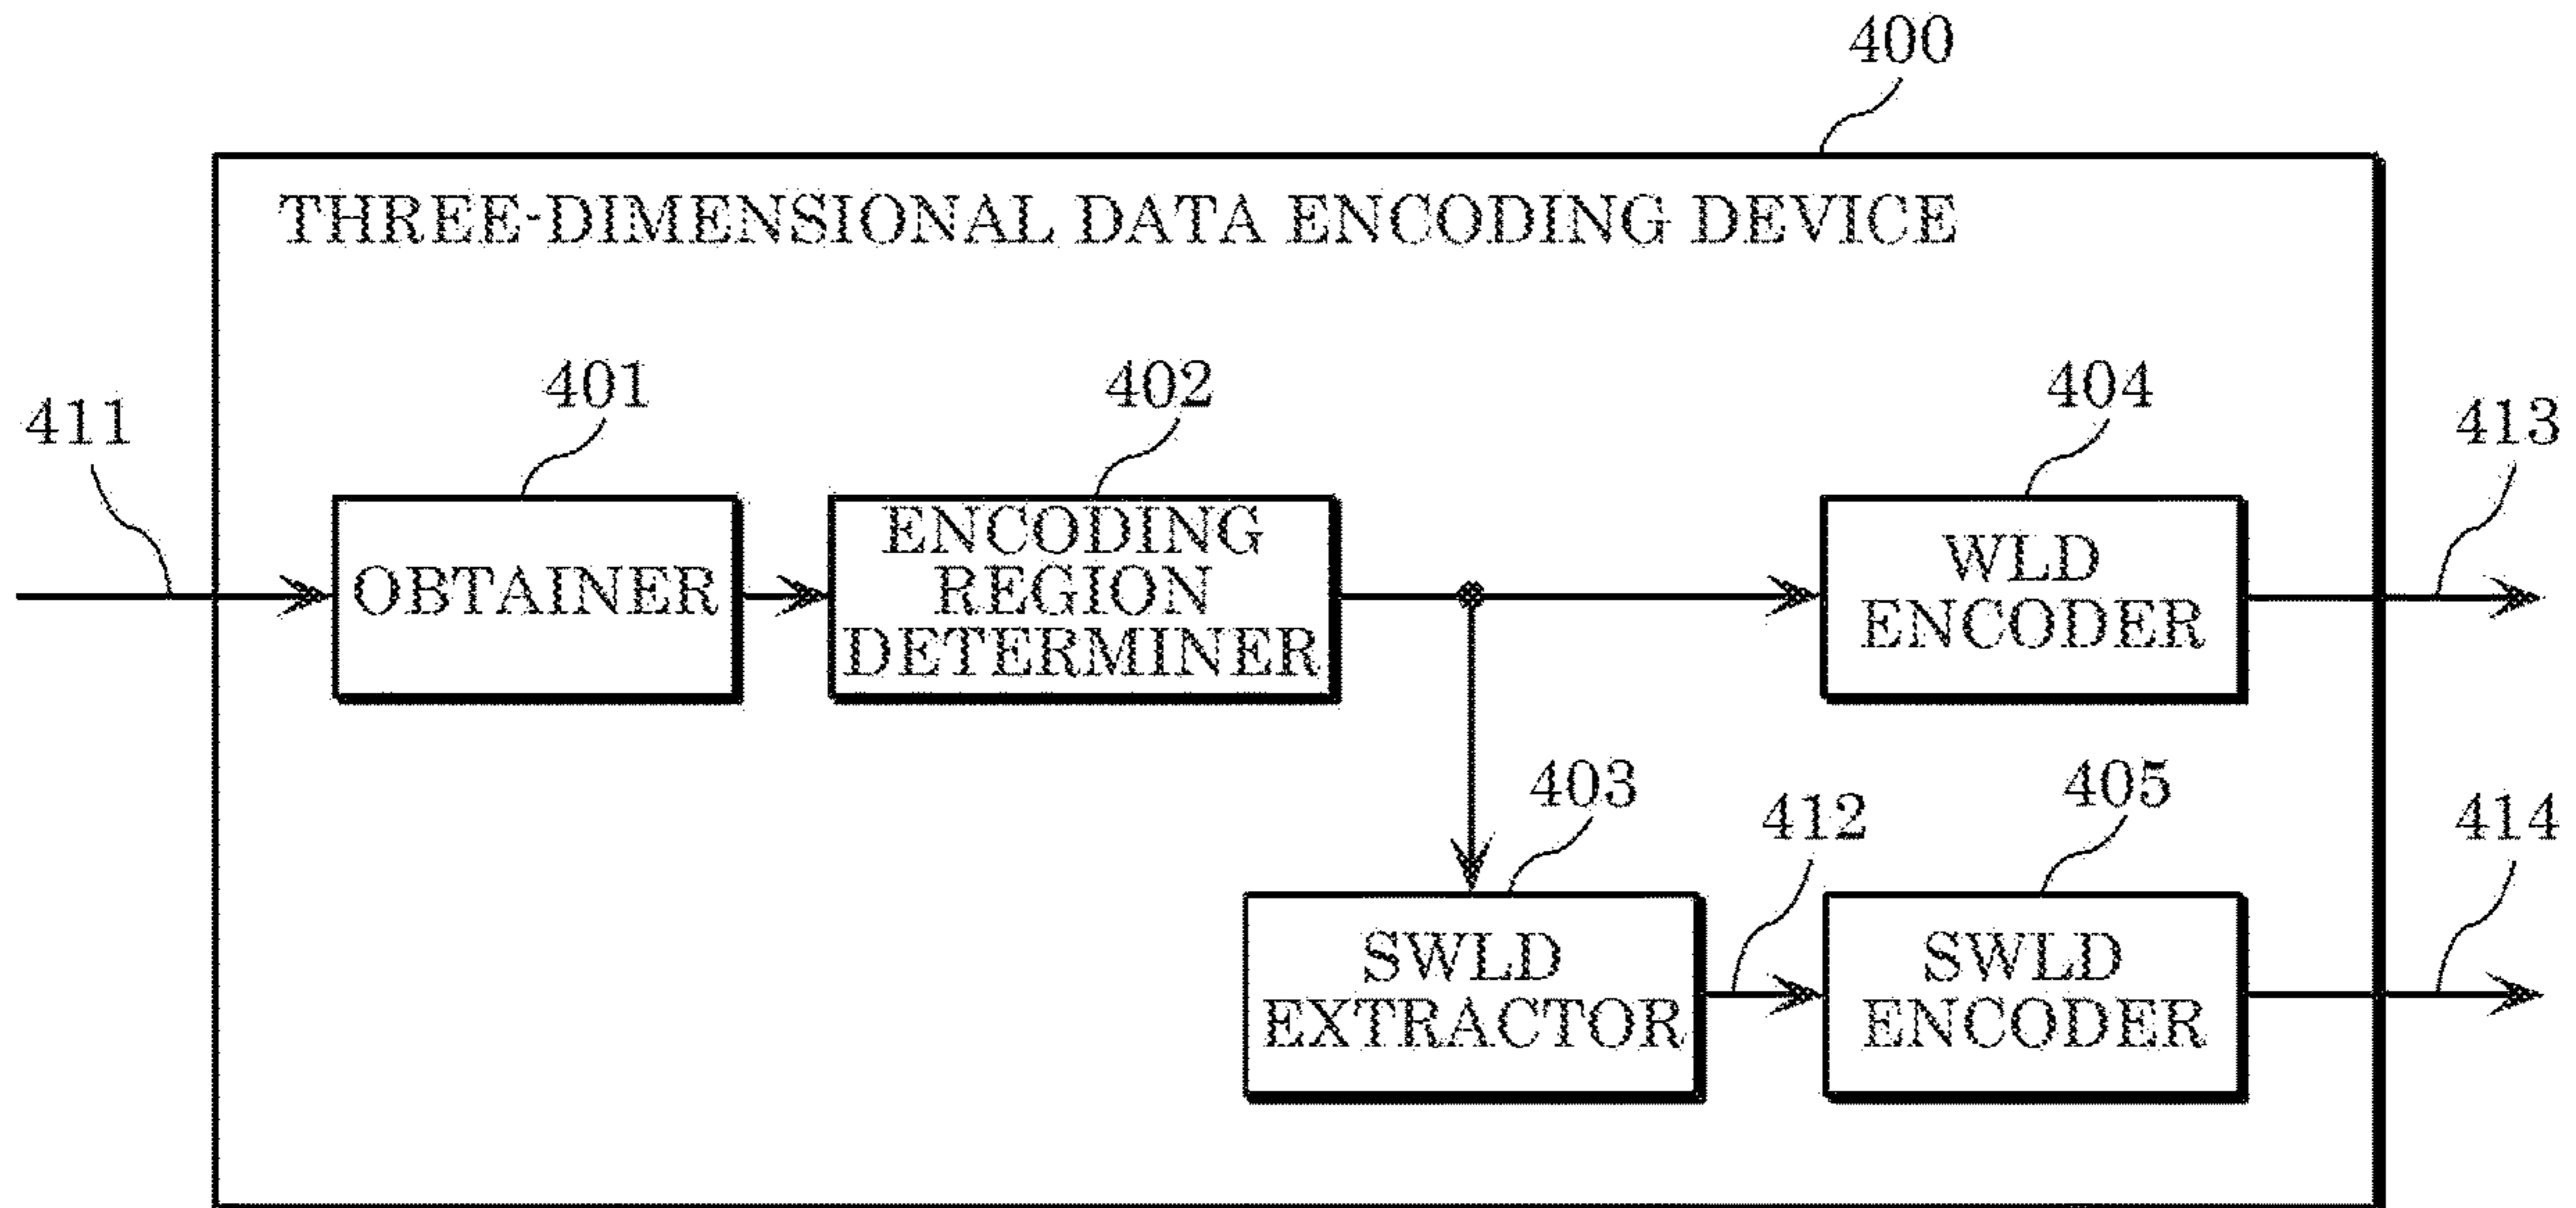 400
THREE-DIMENSIONAL DATA ENCODING DEVICE
411
401
402
404
413
OBTAINER
ENCODING
REGION
DETERMINER
WLD
ENCODER
403
412
405
414
SWLD
EXTRACTOR
SWLD
ENCODER